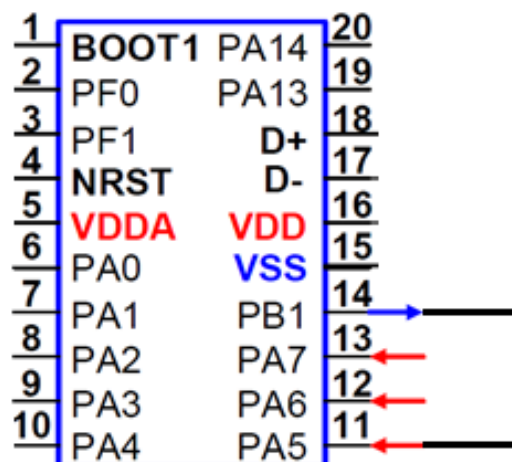 1 BOOT1 PA14 20
2 PF0 PA13 19
3 PF1 D+ 18
4 NRST D- 17
5 VDDA VDD 16
6 PA0 VSS 15
7 PA1 PB1 14
8 PA2 PA7 13
9 PA3 PA6 12
10 PA4 PA5 11